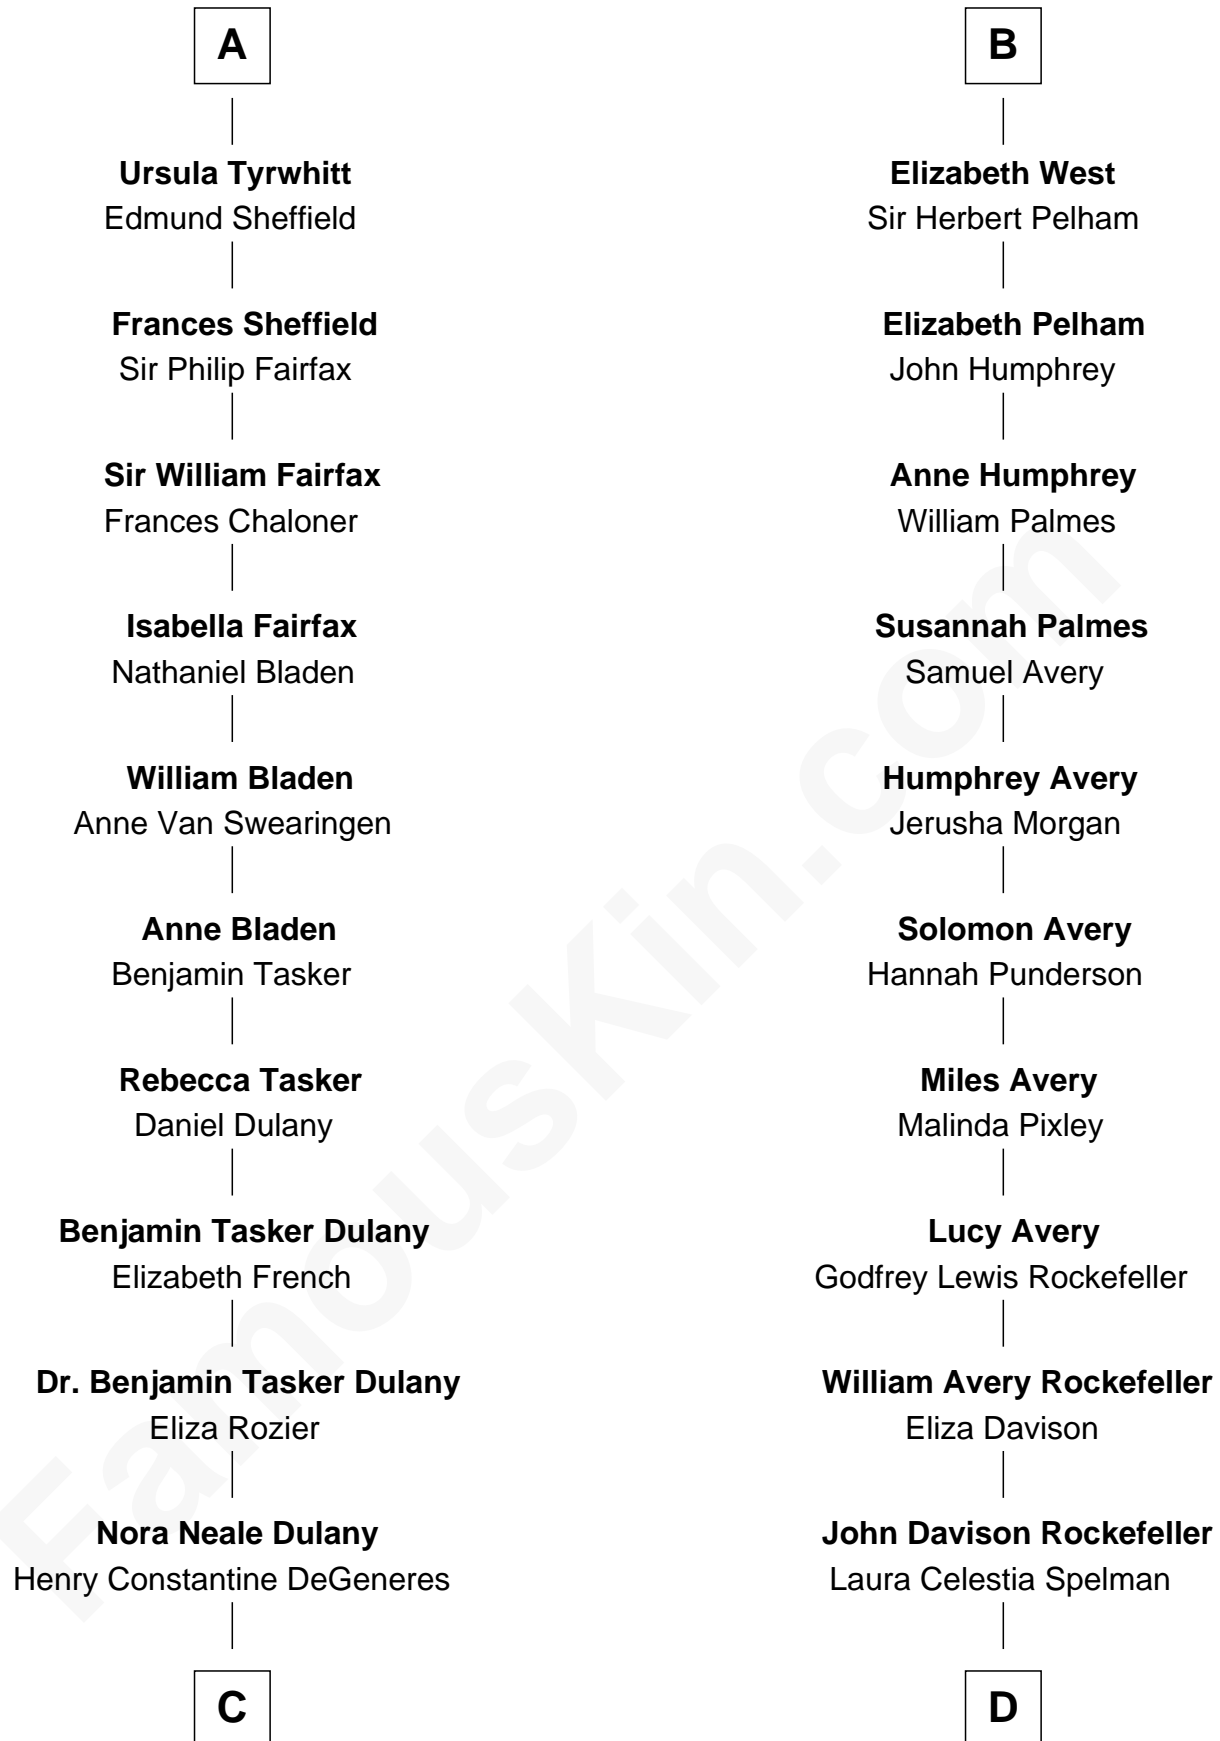 A
Ursula Tyrwhitt
Edmund Sheffield
Frances Sheffield
Sir Philip Fairfax
Sir William Fairfax
Frances Chaloner
Isabella Fairfax
Nathaniel Bladen
William Bladen
Anne Van Swearingen
Anne Bladen
Benjamin Tasker
Rebecca Tasker
Daniel Dulany
Benjamin Tasker Dulany
Elizabeth French
Dr. Benjamin Tasker Dulany
Eliza Rozier
Nora Neale Dulany
Henry Constantine DeGeneres
C
B
Elizabeth West
Sir Herbert Pelham
Elizabeth Pelham
John Humphrey
Anne Humphrey
William Palmes
Susannah Palmes
Samuel Avery
Humphrey Avery
Jerusha Morgan
Solomon Avery
Hannah Punderson
Miles Avery
Malinda Pixley
Lucy Avery
Godfrey Lewis Rockefeller
William Avery Rockefeller
Eliza Davison
John Davison Rockefeller
Laura Celestia Spelman
D
FamousKin.com